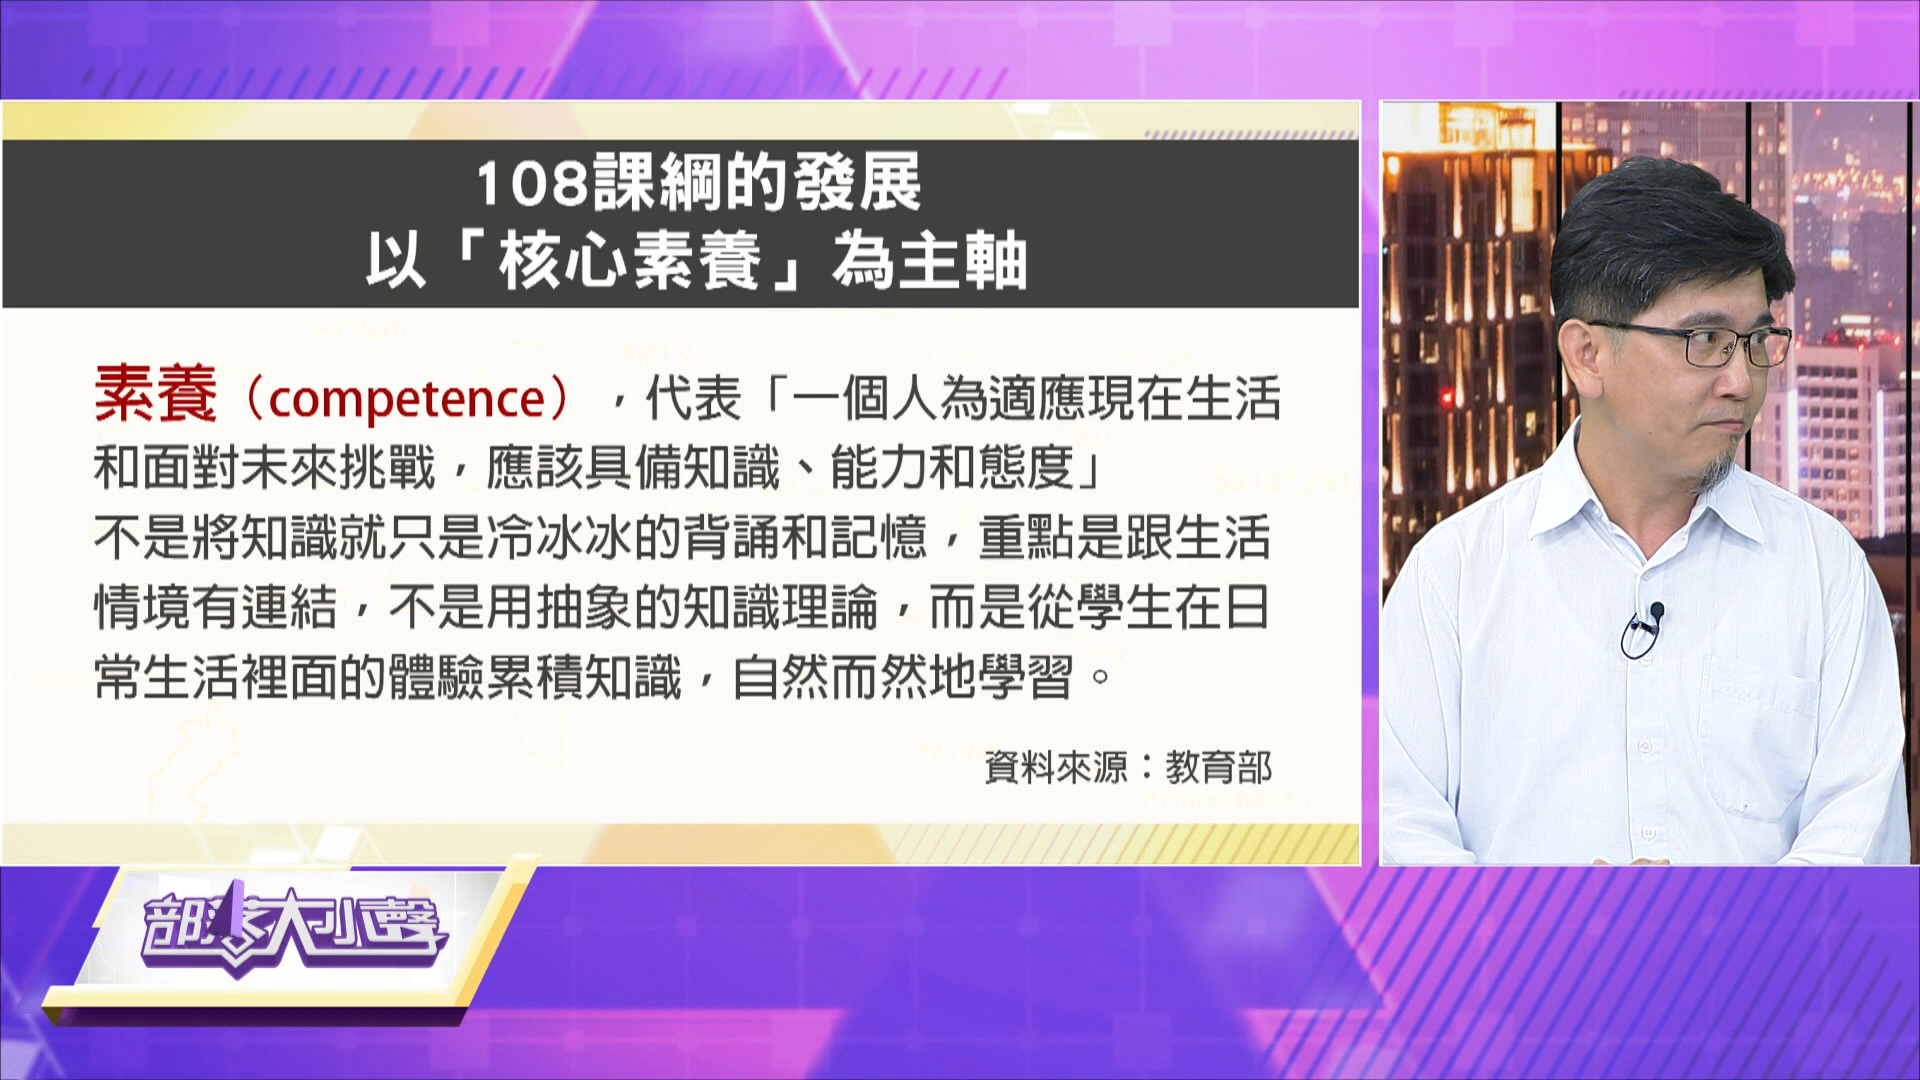 108課綱的發展
以「核心素養」為主軸
素養（competence），代表「一個人為適應現在生活
和面對未來挑戰，應該具備知識、能力和態度」
不是將知識就只是冷冰冰的背誦和記憶，重點是跟生活
情境有連結，不是用抽象的知識理論，而是從學生在日
常生活裡面的體驗累積知識，自然而然地學習。
資料來源：教育部
部落大小聲